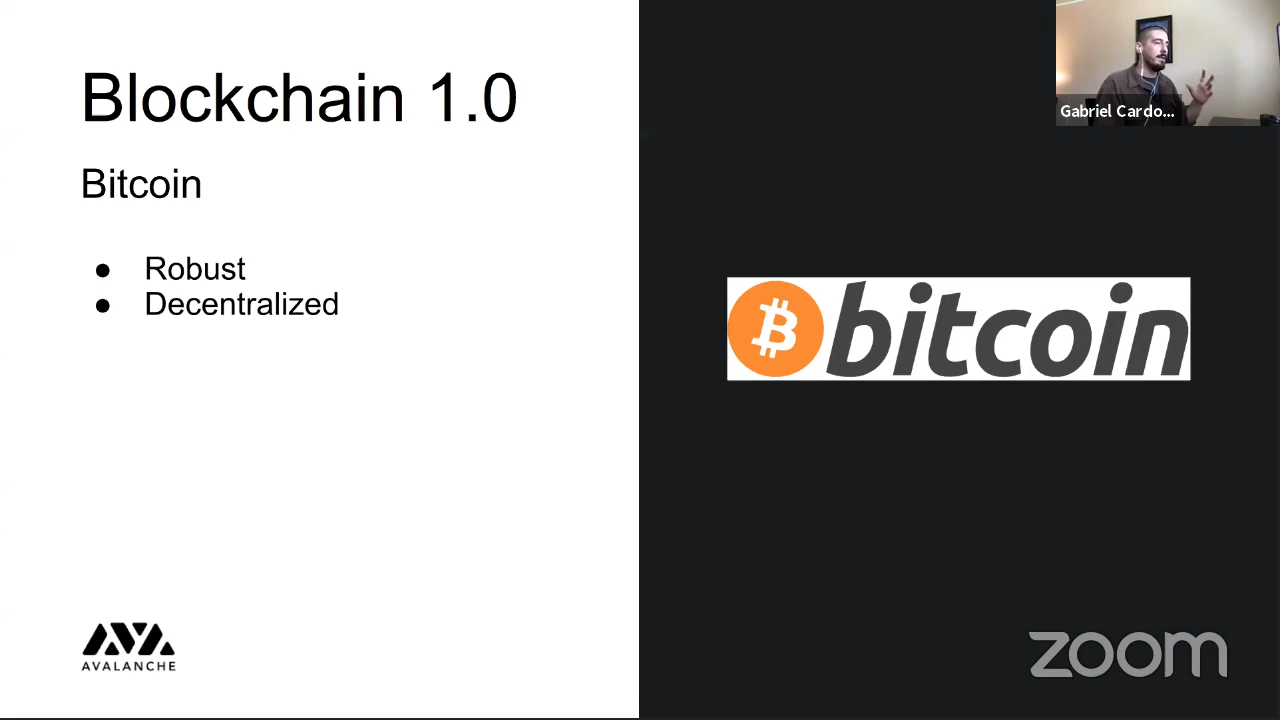 Blockchain 1.0
Bitcoin
● Robust
● Decentralized
bitcoin
Gabriel Cardo...
AVALANCHE
zoom